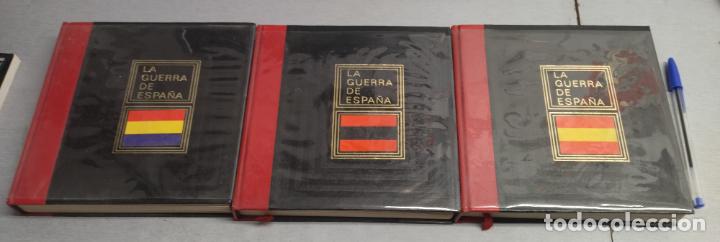 LA
GUERRA
DE
ESPAÑA
LA
GUERRA
DE
ESPAÑA
LA
GUERRA
DE
ESPAÑA
todocoleccion